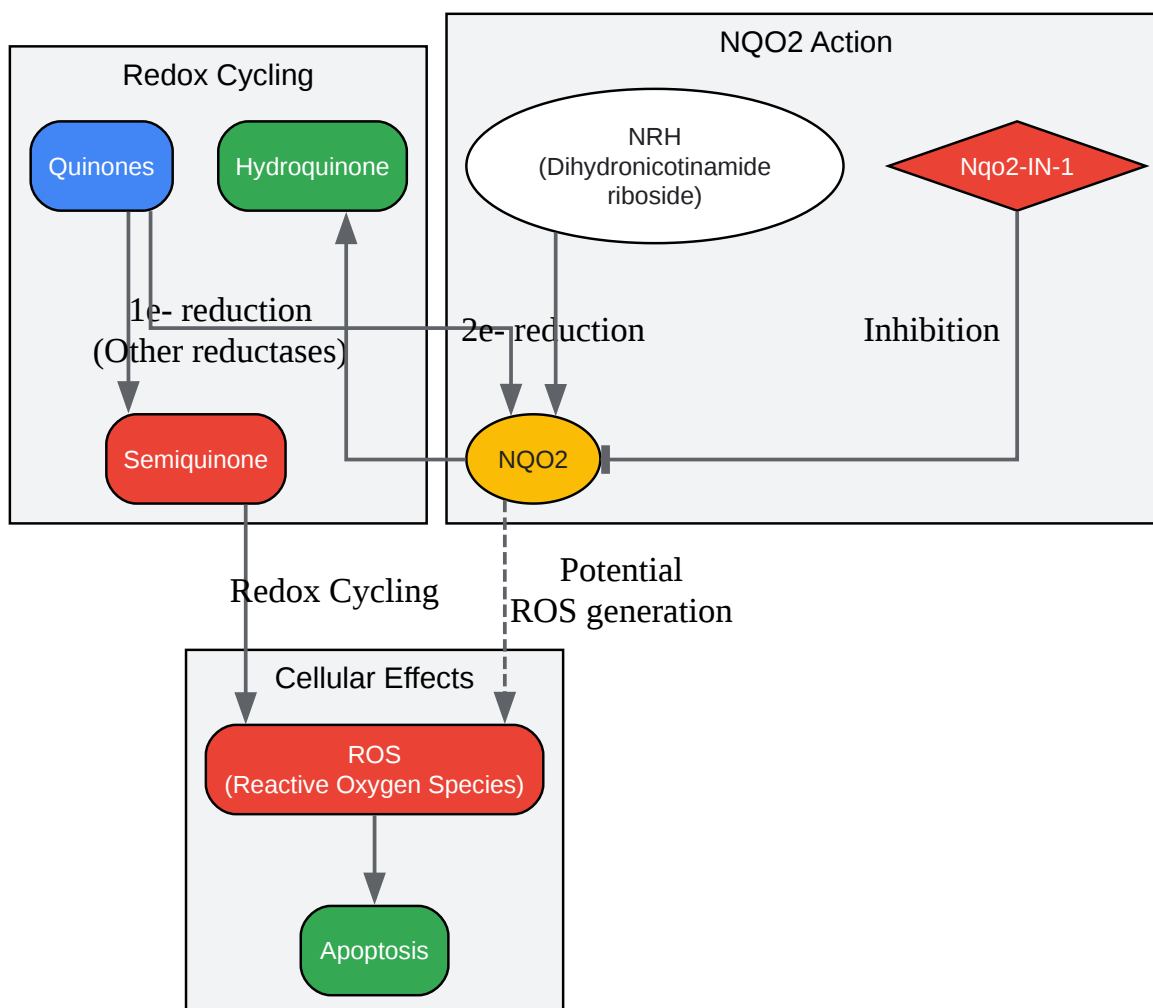 NQO2 Action
Redox Cycling
Quinones
Hydroquinone
NRH
(Dihydronicotinamide
riboside)
Nqo2-IN-1
1e- reduction
(Other reductases)
2e- reduction
Inhibition
Semiquinone
NQO2
Redox Cycling
Potential
ROS generation
Cellular Effects
ROS
(Reactive Oxygen Species)
Apoptosis